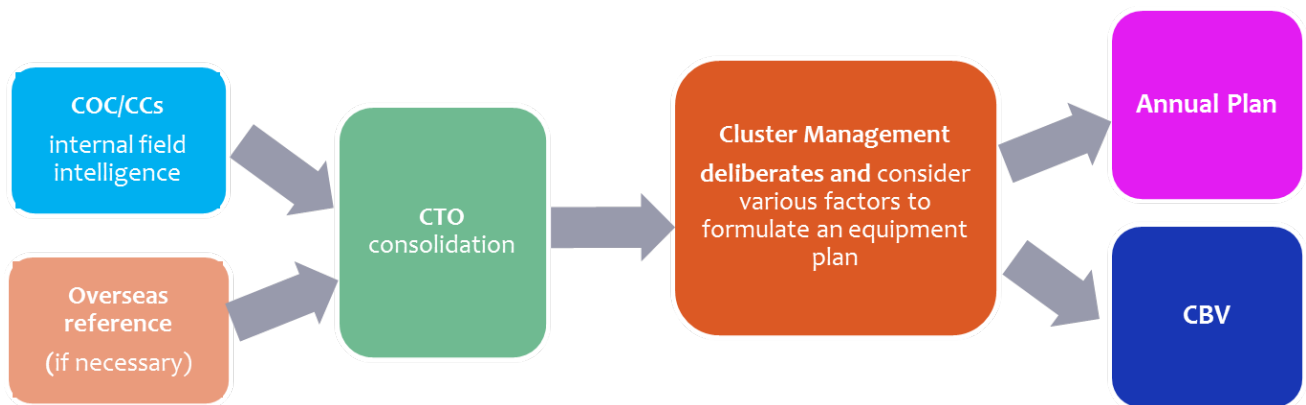 COC/CCs
internal field
intelligence
Overseas
reference
(if necessary)
CTO
consolidation
Cluster Management
deliberates and consider
various factors to
formulate an equipment
plan
Annual Plan
CBV